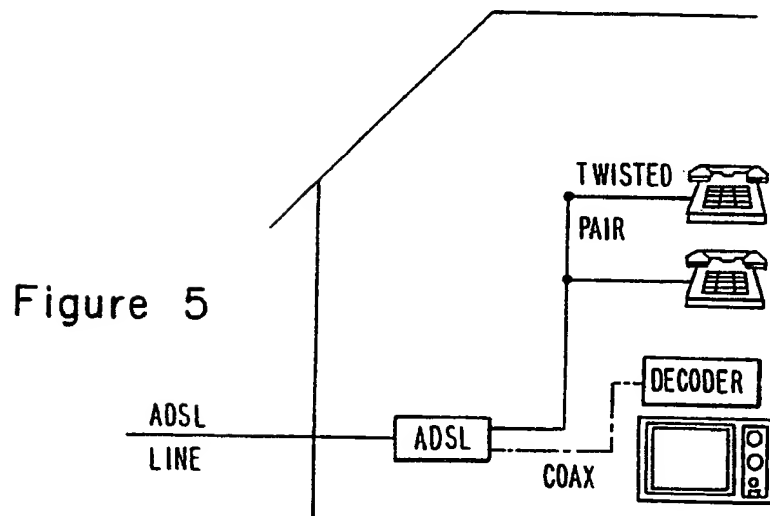 TWISTED
PAIR
Figure 5
DECODER
ADSL
LINE
ADSL
COAX